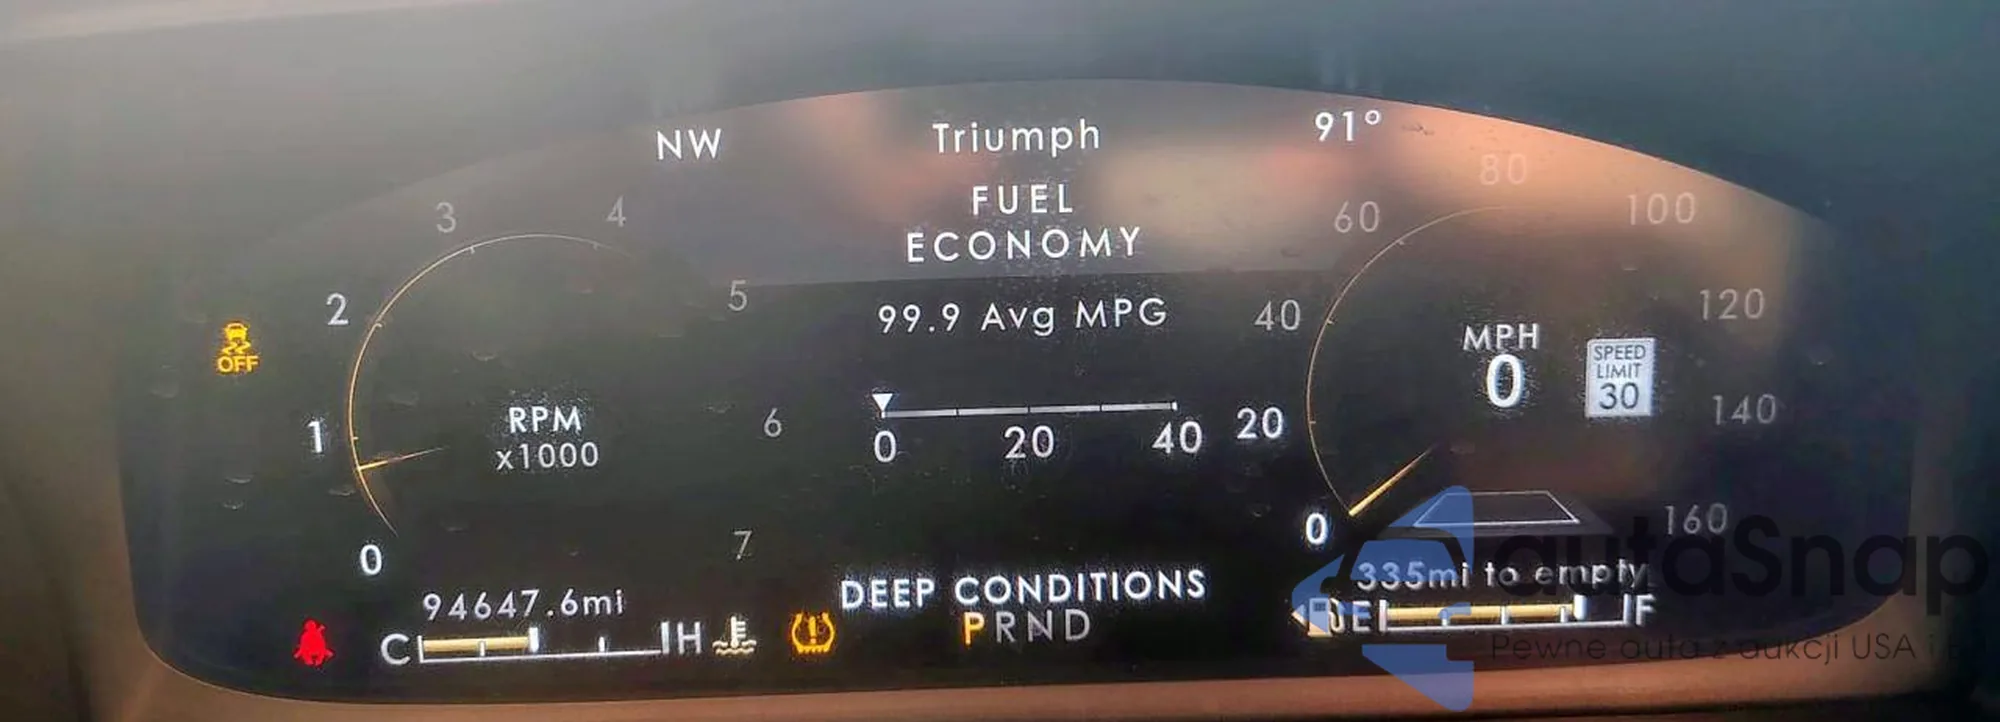 NW Triumph 91°
FUEL
ECONOMY
99.9 Avg MPG
0 20 40
OFF
0 1 2 3 4 5 6 7
RPM
x1000
0 20 40 60 80 100 120 140 160
MPH
0
SPEED
LIMIT
30
94647.6mi
C H
DEEP CONDITIONS
PRND
335mi to empty
E F
autaSnap
Pewne auta z aukcji USA i